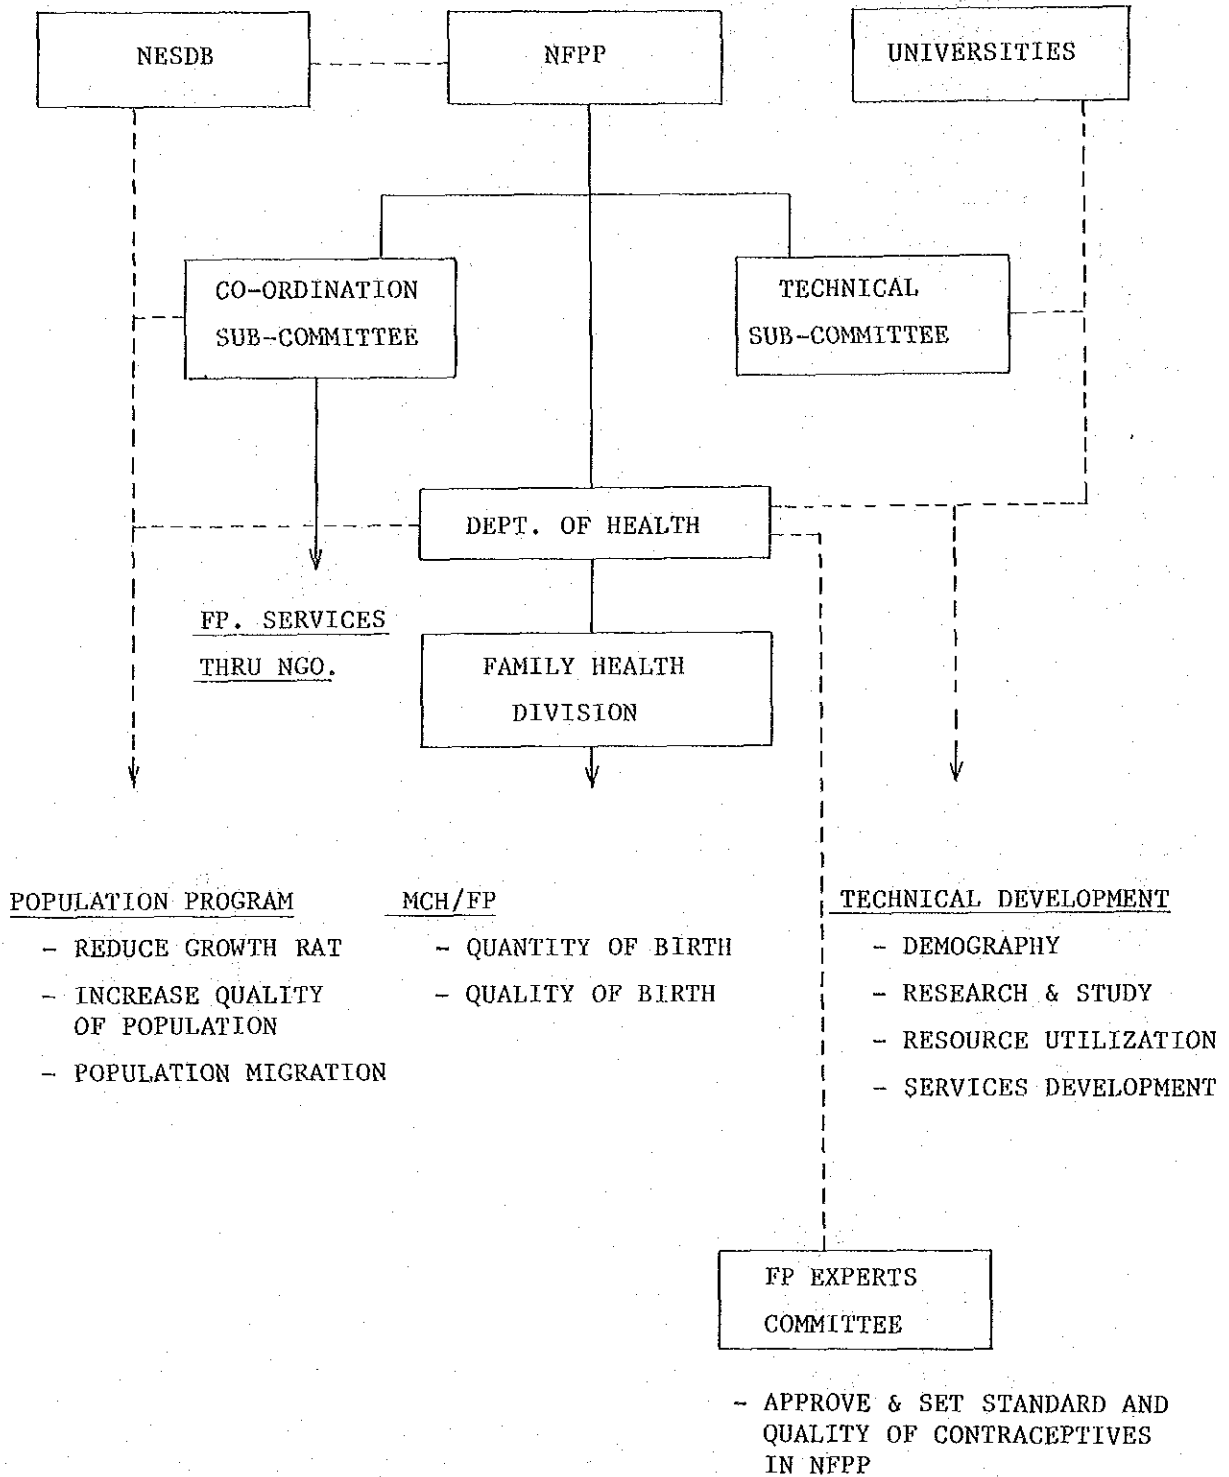 NESDB
NFPP
UNIVERSITIES
CO-ORDINATION
SUB-COMMITTEE
TECHNICAL
SUB-COMMITTEE
DEPT. OF HEALTH
FP. SERVICES
THRU NGO.
FAMILY HEALTH
DIVISION
POPULATION PROGRAM
- REDUCE GROWTH RAT
- INCREASE QUALITY
OF POPULATION
- POPULATION MIGRATION
MCH/FP
- QUANTITY OF BIRTH
- QUALITY OF BIRTH
TECHNICAL DEVELOPMENT
- DEMOGRAPHY
- RESEARCH & STUDY
- RESOURCE UTILIZATION
- SERVICES DEVELOPMENT
FP EXPERTS
COMMITTEE
- APPROVE & SET STANDARD AND
QUALITY OF CONTRACEPTIVES
IN NFPP